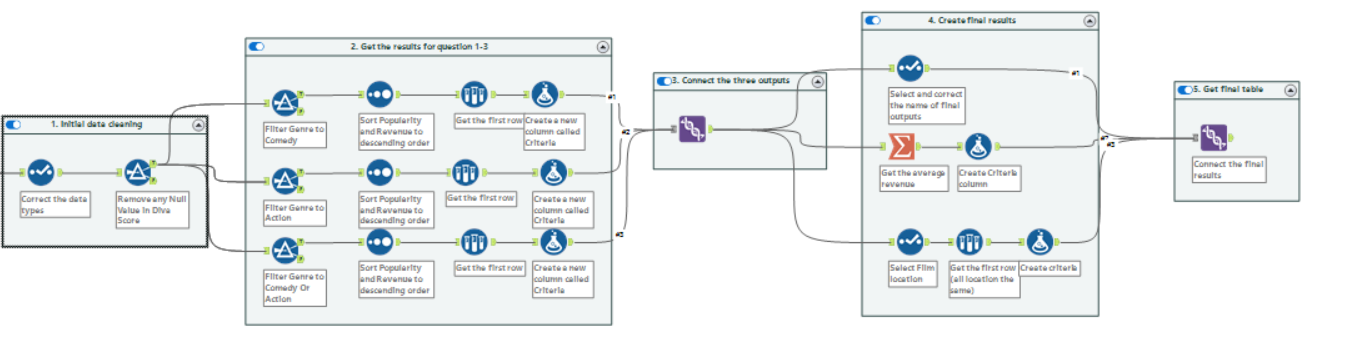 4. Create final results
2. Get the results for question 1-3
3. Connect the three outputs
5. Get final table
1. Initial data cleaning
Correct the data
types
Remove any Null
Value in Diva
Score
Filter Genre to
Comedy
Sort Popularity
and Revenue to
descending order
Get the first row
Create a new
column called
Criteria
#1
Filter Genre to
Action
Sort Popularity
and Revenue to
descending order
Get the first row
Create a new
column called
Criteria
#2
Filter Genre to
Comedy Or
Action
Sort Popularity
and Revenue to
descending order
Get the first row
Create a new
column called
Criteria
#3
Select and correct
the name of final
outputs
#1
Get the average
revenue
Create Criteria
column
Select Film
location
Get the first row
(all location the
same)
Create criteria
Connect the final
results